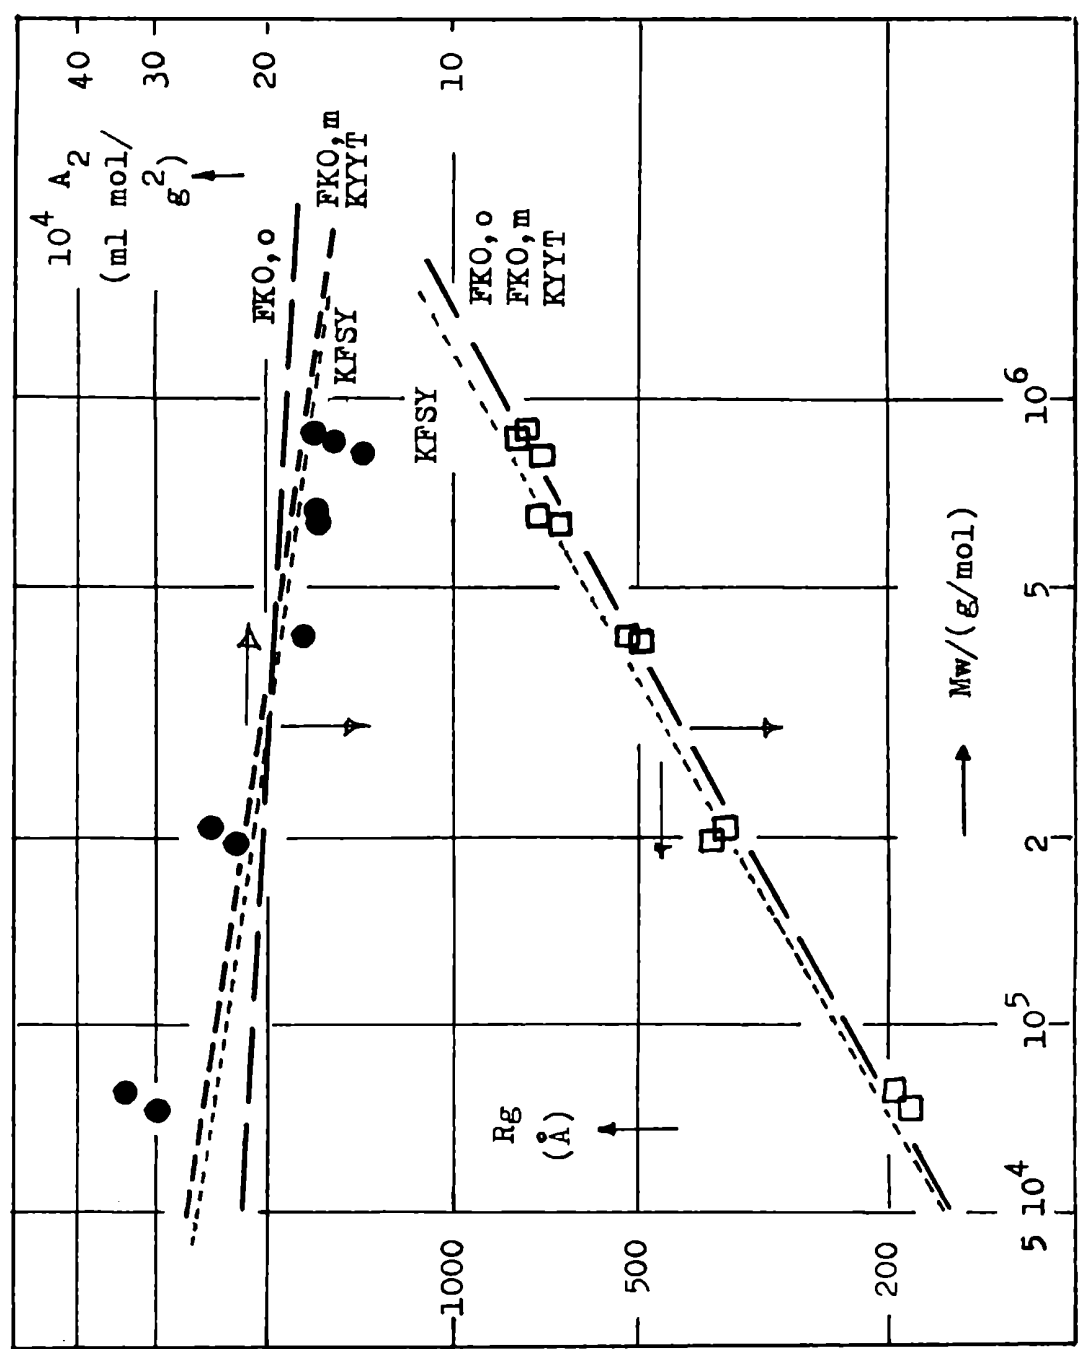 10⁴ A₂
(ml mol/
g²)
40
30
20
10
FKO,o
FKO,m
KYYT
KFSY
KFSY
FKO,o
FKO,m
KYYT
Rg
(Å)
1000
500
200
5 10⁴
10⁵
2
5
10⁶
Mw/(g/mol)